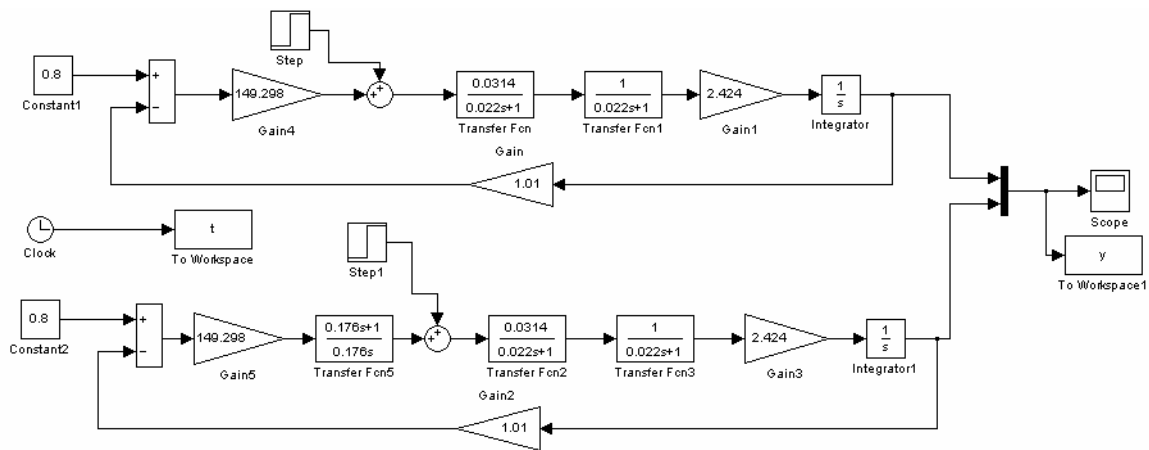 Step
0.8
Constant1
+
−
149.298
Gain4
+
+
0.0314
0.022s+1
Transfer Fcn
1
0.022s+1
Transfer Fcn1
2.424
Gain1
1
s
Integrator
Gain
1.01
Clock
t
To Workspace
Step1
Scope
y
To Workspace1
0.8
Constant2
+
−
149.298
Gain5
0.176s+1
0.176s
Transfer Fcn5
+
+
0.0314
0.022s+1
Transfer Fcn2
1
0.022s+1
Transfer Fcn3
2.424
Gain3
1
s
Integrator1
Gain2
1.01